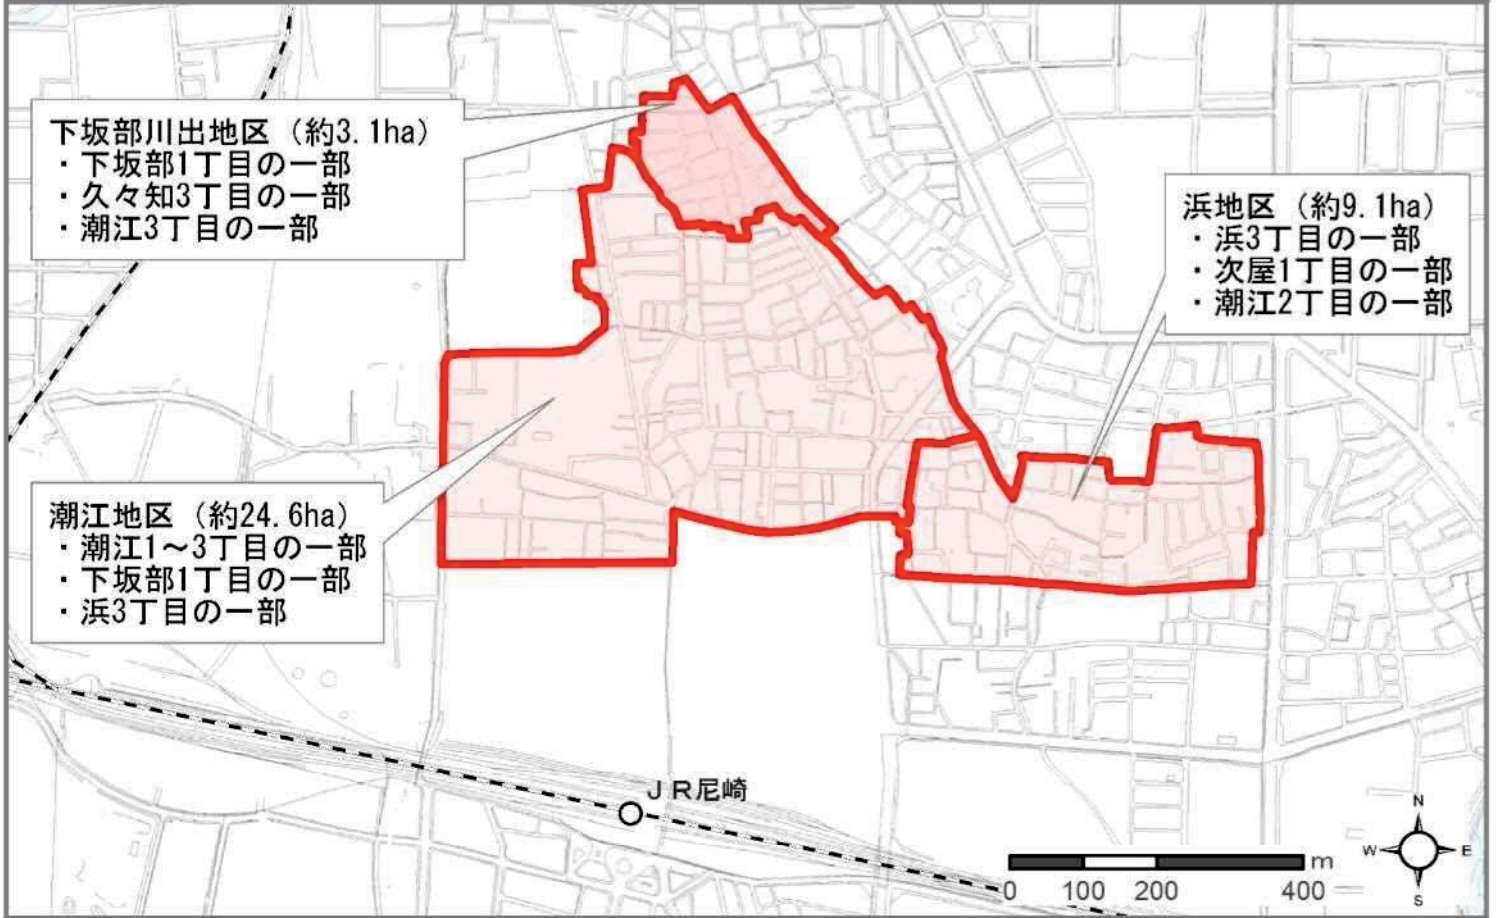 下坂部川出地区（約3.1ha）
・下坂部1丁目の一部
・久々知3丁目の一部
・潮江3丁目の一部
浜地区（約9.1ha）
・浜3丁目の一部
・次屋1丁目の一部
・潮江2丁目の一部
潮江地区（約24.6ha）
・潮江1～3丁目の一部
・下坂部1丁目の一部
・浜3丁目の一部
ＪＲ尼崎
N
W E
S
m
0 100 200 400